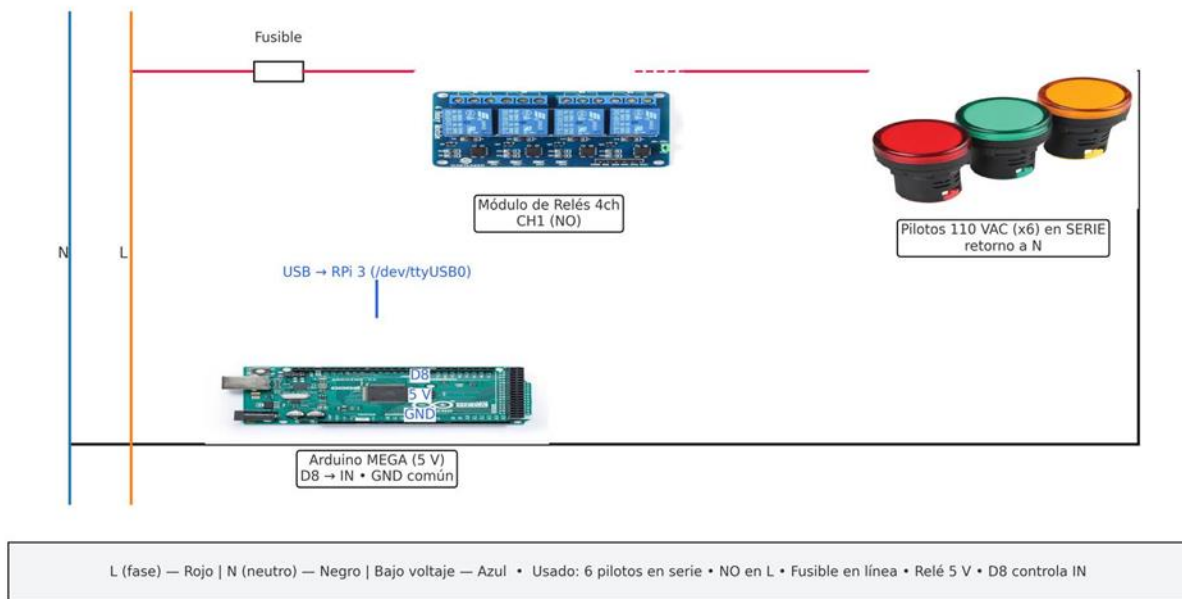 Fusible
Módulo de Relés 4ch
CH1 (NO)
Pilotos 110 VAC (x6) en SERIE
retorno a N
N
L
USB → RPi 3 (/dev/ttyUSB0)
D8
5 V
GND
Arduino MEGA (5 V)
D8 → IN • GND común
L (fase) — Rojo | N (neutro) — Negro | Bajo voltaje — Azul • Usado: 6 pilotos en serie • NO en L • Fusible en línea • Relé 5 V • D8 controla IN